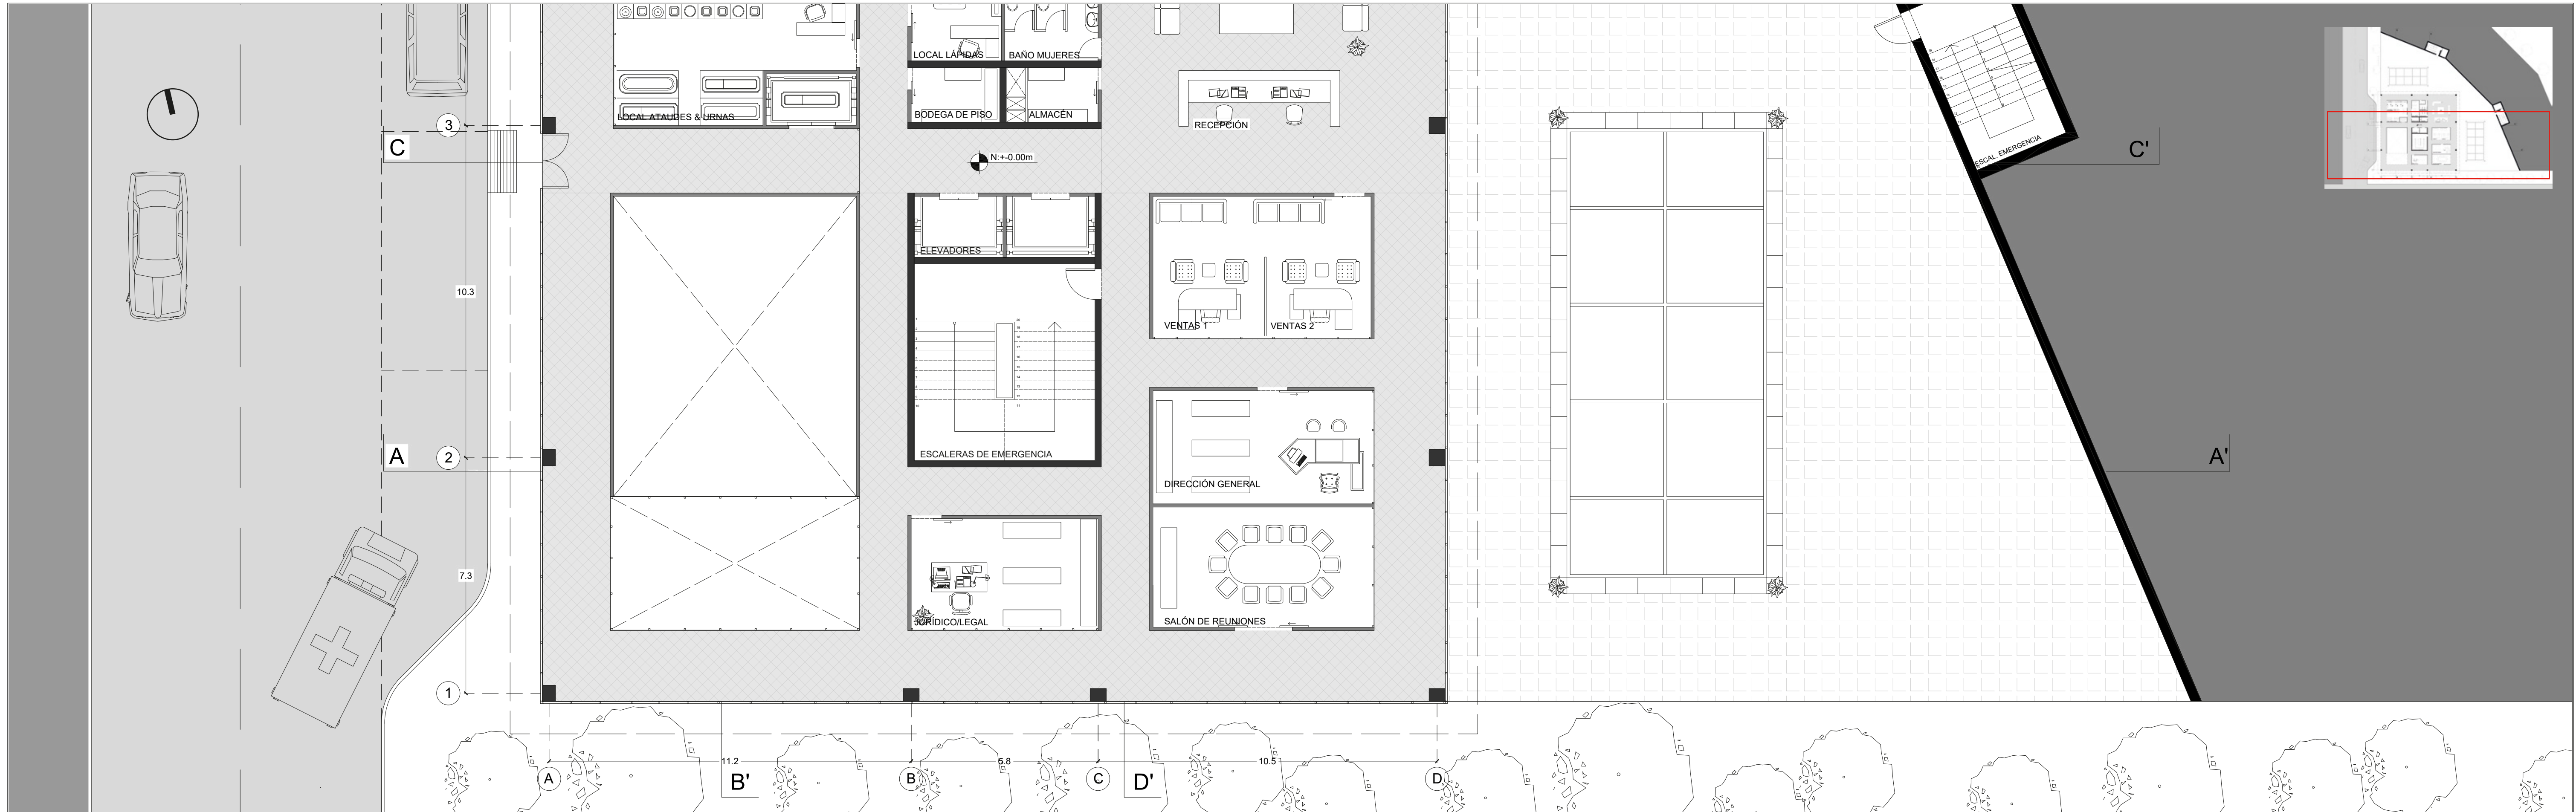 LOCAL LÁPIDAS
BAÑO MUJERES
LOCAL ATAUDES & URNAS
BODEGA DE PISO
ALMACÉN
RECEPCIÓN
3
C
N:+-0.00m
ESCAL. EMERGENCIA
C'
ELEVADORES
10.3
VENTAS 1
VENTAS 2
A
2
ESCALERAS DE EMERGENCIA
A'
DIRECCIÓN GENERAL
7.3
JURÍDICO/LEGAL
SALÓN DE REUNIONES
1
11.2
5.8
10.5
A
B'
B
C
D'
D